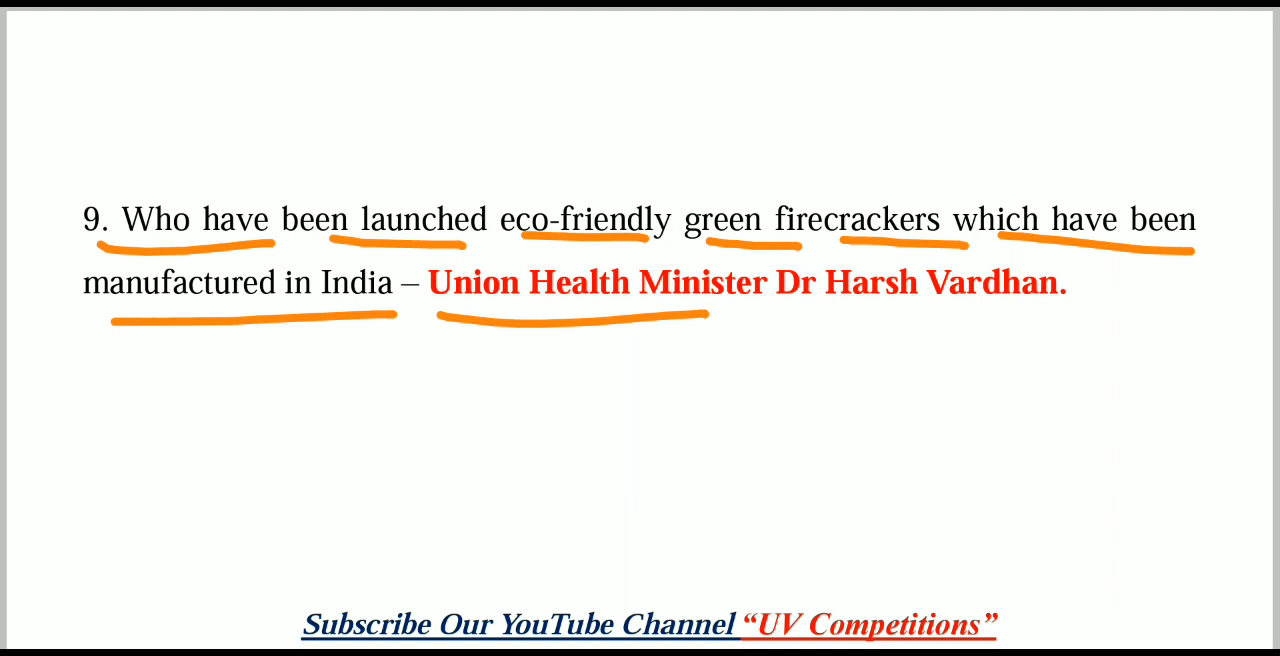 9. Who have been launched eco-friendly green firecrackers which have been
manufactured in India – Union Health Minister Dr Harsh Vardhan.
Subscribe Our YouTube Channel “UV Competitions”